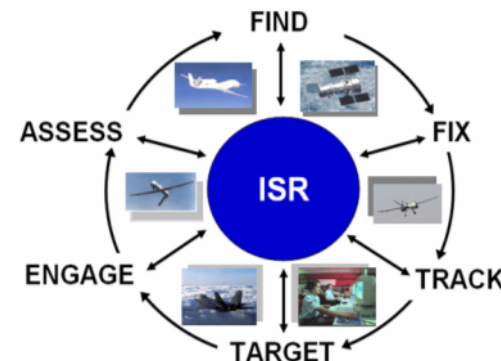 FIND
FIX
TRACK
TARGET
ENGAGE
ASSESS
ISR